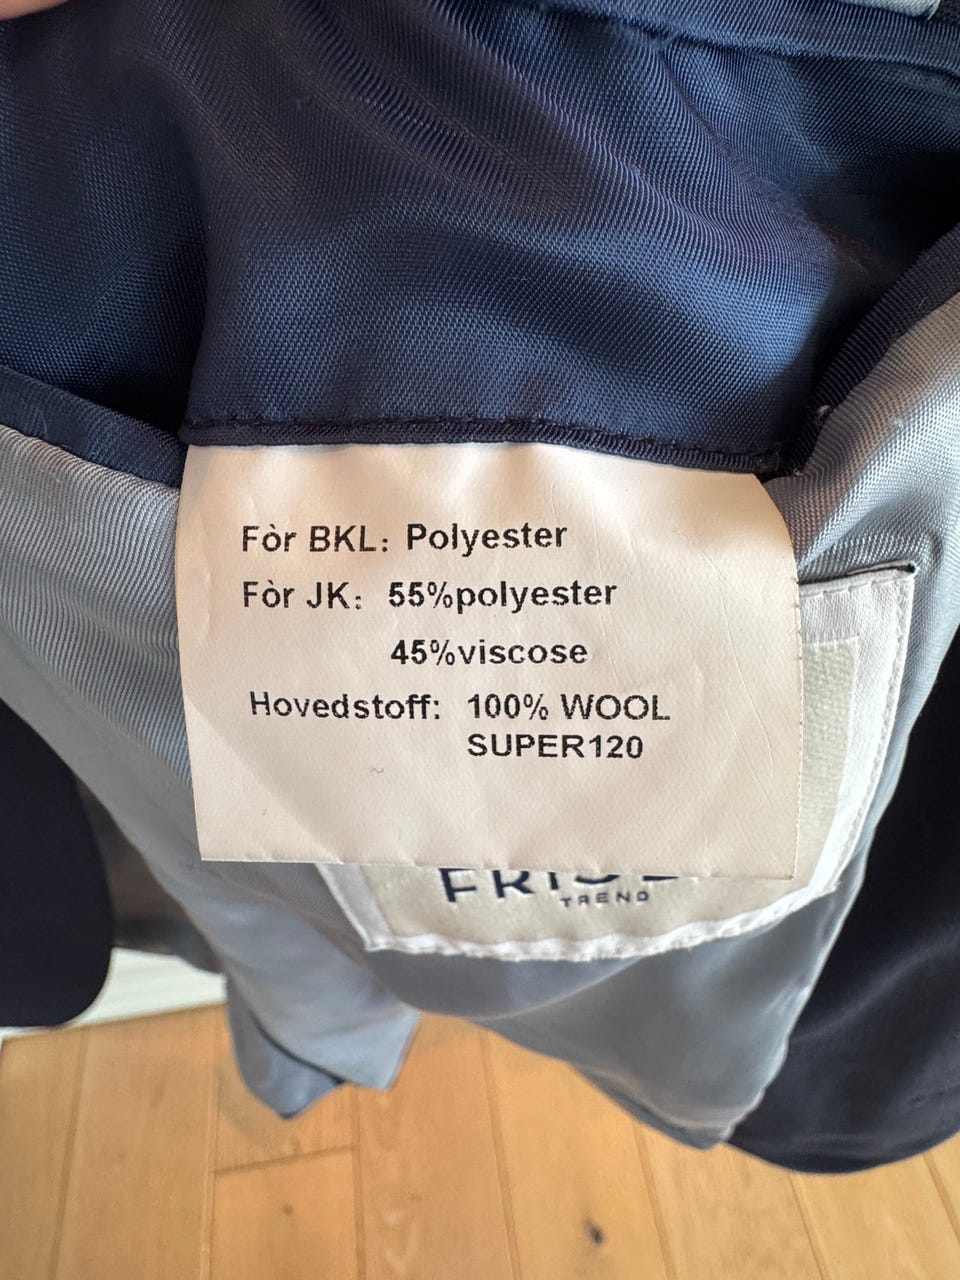 Fòr BKL: Polyester
Fòr JK: 55%polyester
45%viscose
Hovedstoff: 100% WOOL
SUPER120
TREND